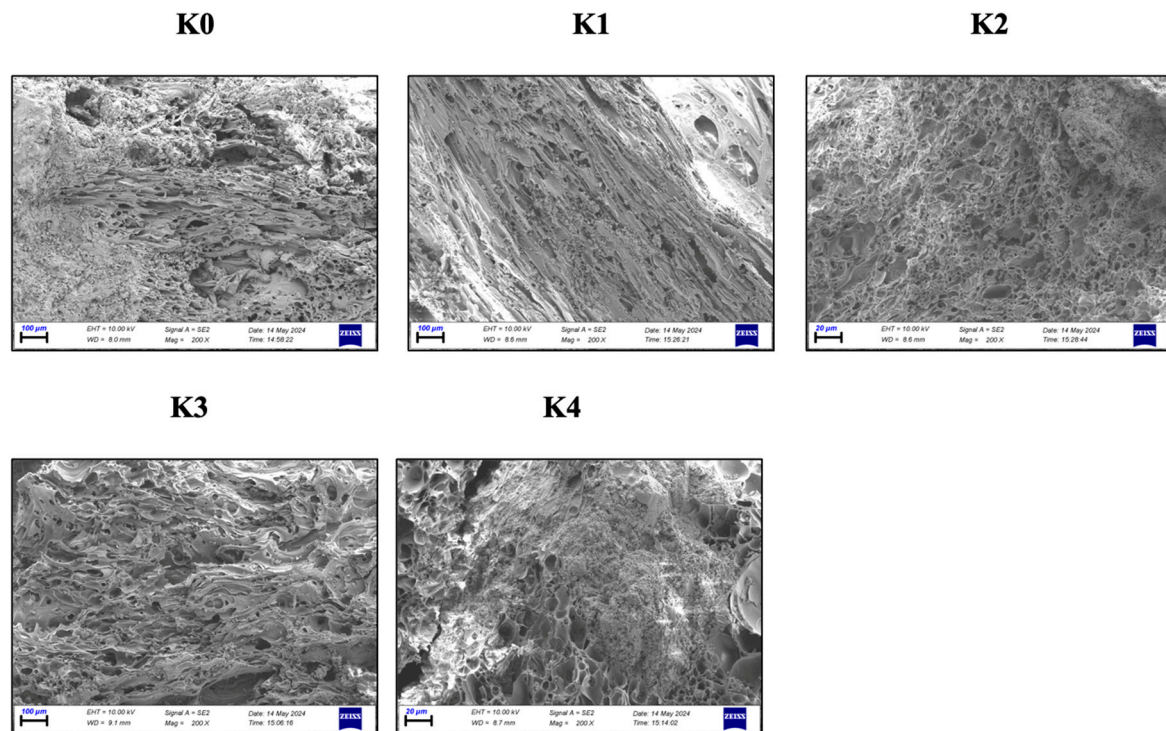 K0
K1
K2
100 µm
EHT = 10.00 kV
Signal A = SE2
Date: 14 May 2024
WD = 8.0 mm
Mag = 200 X
Time: 14:58:22
ZEISS
100 µm
EHT = 10.00 kV
Signal A = SE2
Date: 14 May 2024
WD = 8.6 mm
Mag = 200 X
Time: 15:26:21
ZEISS
20 µm
EHT = 10.00 kV
Signal A = SE2
Date: 14 May 2024
WD = 8.6 mm
Mag = 200 X
Time: 15:28:44
ZEISS
K3
K4
100 µm
EHT = 10.00 kV
Signal A = SE2
Date: 14 May 2024
WD = 9.1 mm
Mag = 200 X
Time: 15:06:16
ZEISS
20 µm
EHT = 10.00 kV
Signal A = SE2
Date: 14 May 2024
WD = 8.7 mm
Mag = 200 X
Time: 15:14:02
ZEISS